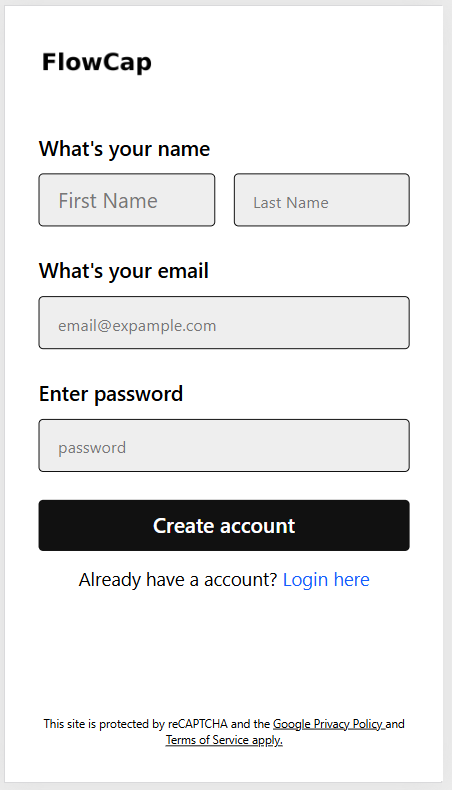 FlowCap
What's your name
First Name Last Name
What's your email
email@expample.com
Enter password
password
Create account
Already have a account? Login here
This site is protected by reCAPTCHA and the Google Privacy Policy and
Terms of Service apply.